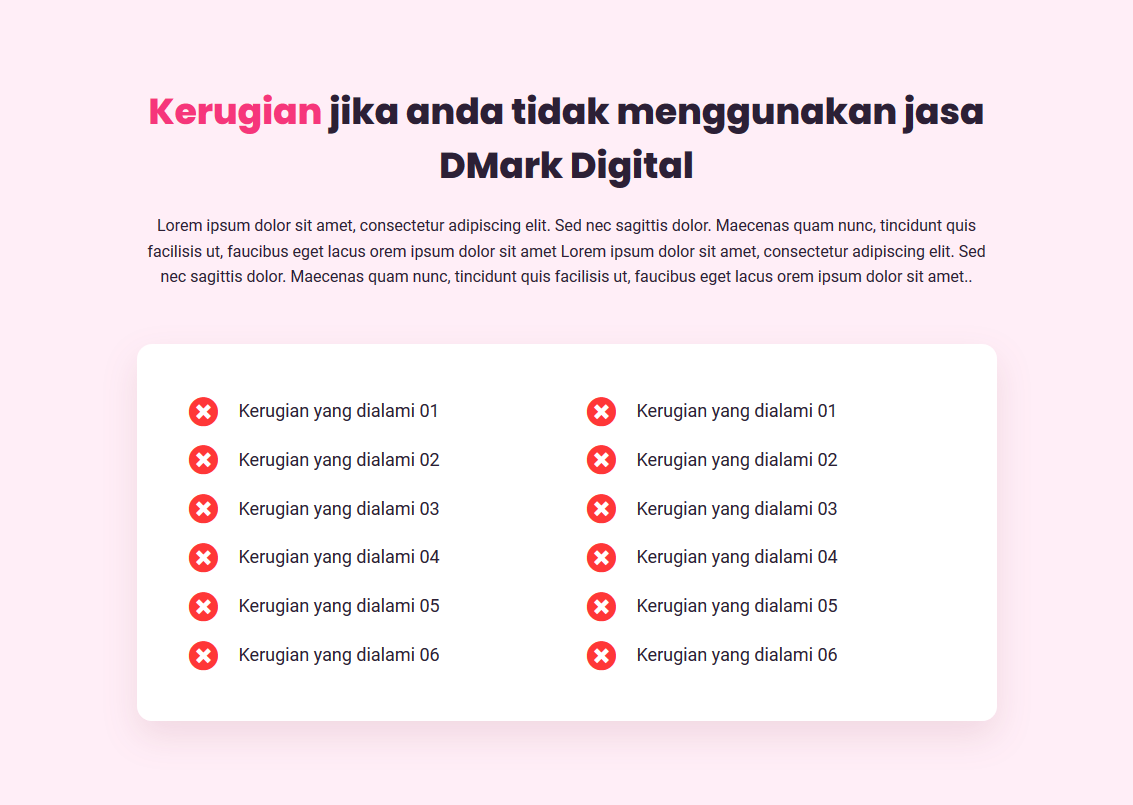 Kerugian jika anda tidak menggunakan jasa
DMark Digital
Lorem ipsum dolor sit amet, consectetur adipiscing elit. Sed nec sagittis dolor. Maecenas quam nunc, tincidunt quis
facilisis ut, faucibus eget lacus orem ipsum dolor sit amet Lorem ipsum dolor sit amet, consectetur adipiscing elit. Sed
nec sagittis dolor. Maecenas quam nunc, tincidunt quis facilisis ut, faucibus eget lacus orem ipsum dolor sit amet..
Kerugian yang dialami 01
Kerugian yang dialami 02
Kerugian yang dialami 03
Kerugian yang dialami 04
Kerugian yang dialami 05
Kerugian yang dialami 06
Kerugian yang dialami 01
Kerugian yang dialami 02
Kerugian yang dialami 03
Kerugian yang dialami 04
Kerugian yang dialami 05
Kerugian yang dialami 06